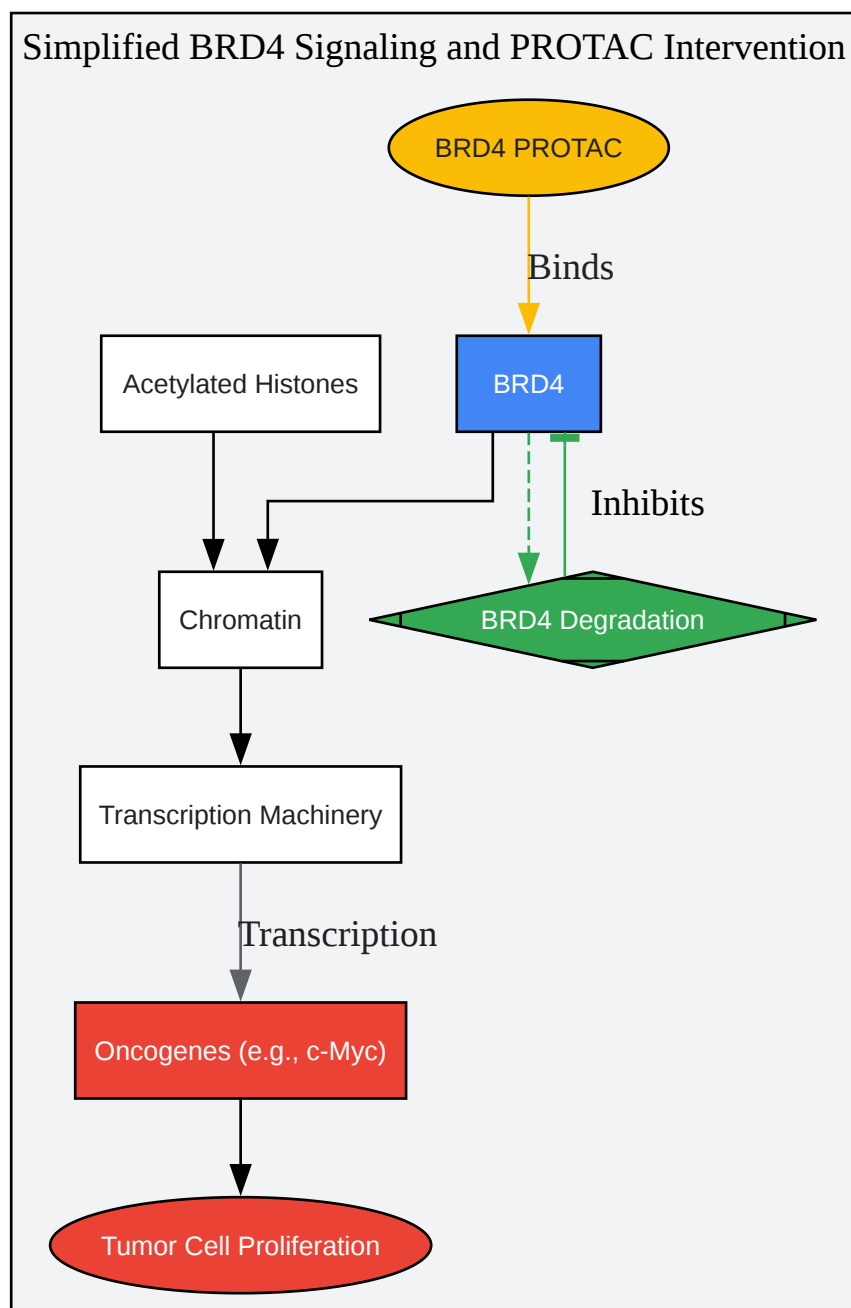 Simplified BRD4 Signaling and PROTAC Intervention
BRD4 PROTAC
Binds
Acetylated Histones
BRD4
Inhibits
Chromatin
BRD4 Degradation
Transcription Machinery
Transcription
Oncogenes (e.g., c-Myc)
Tumor Cell Proliferation